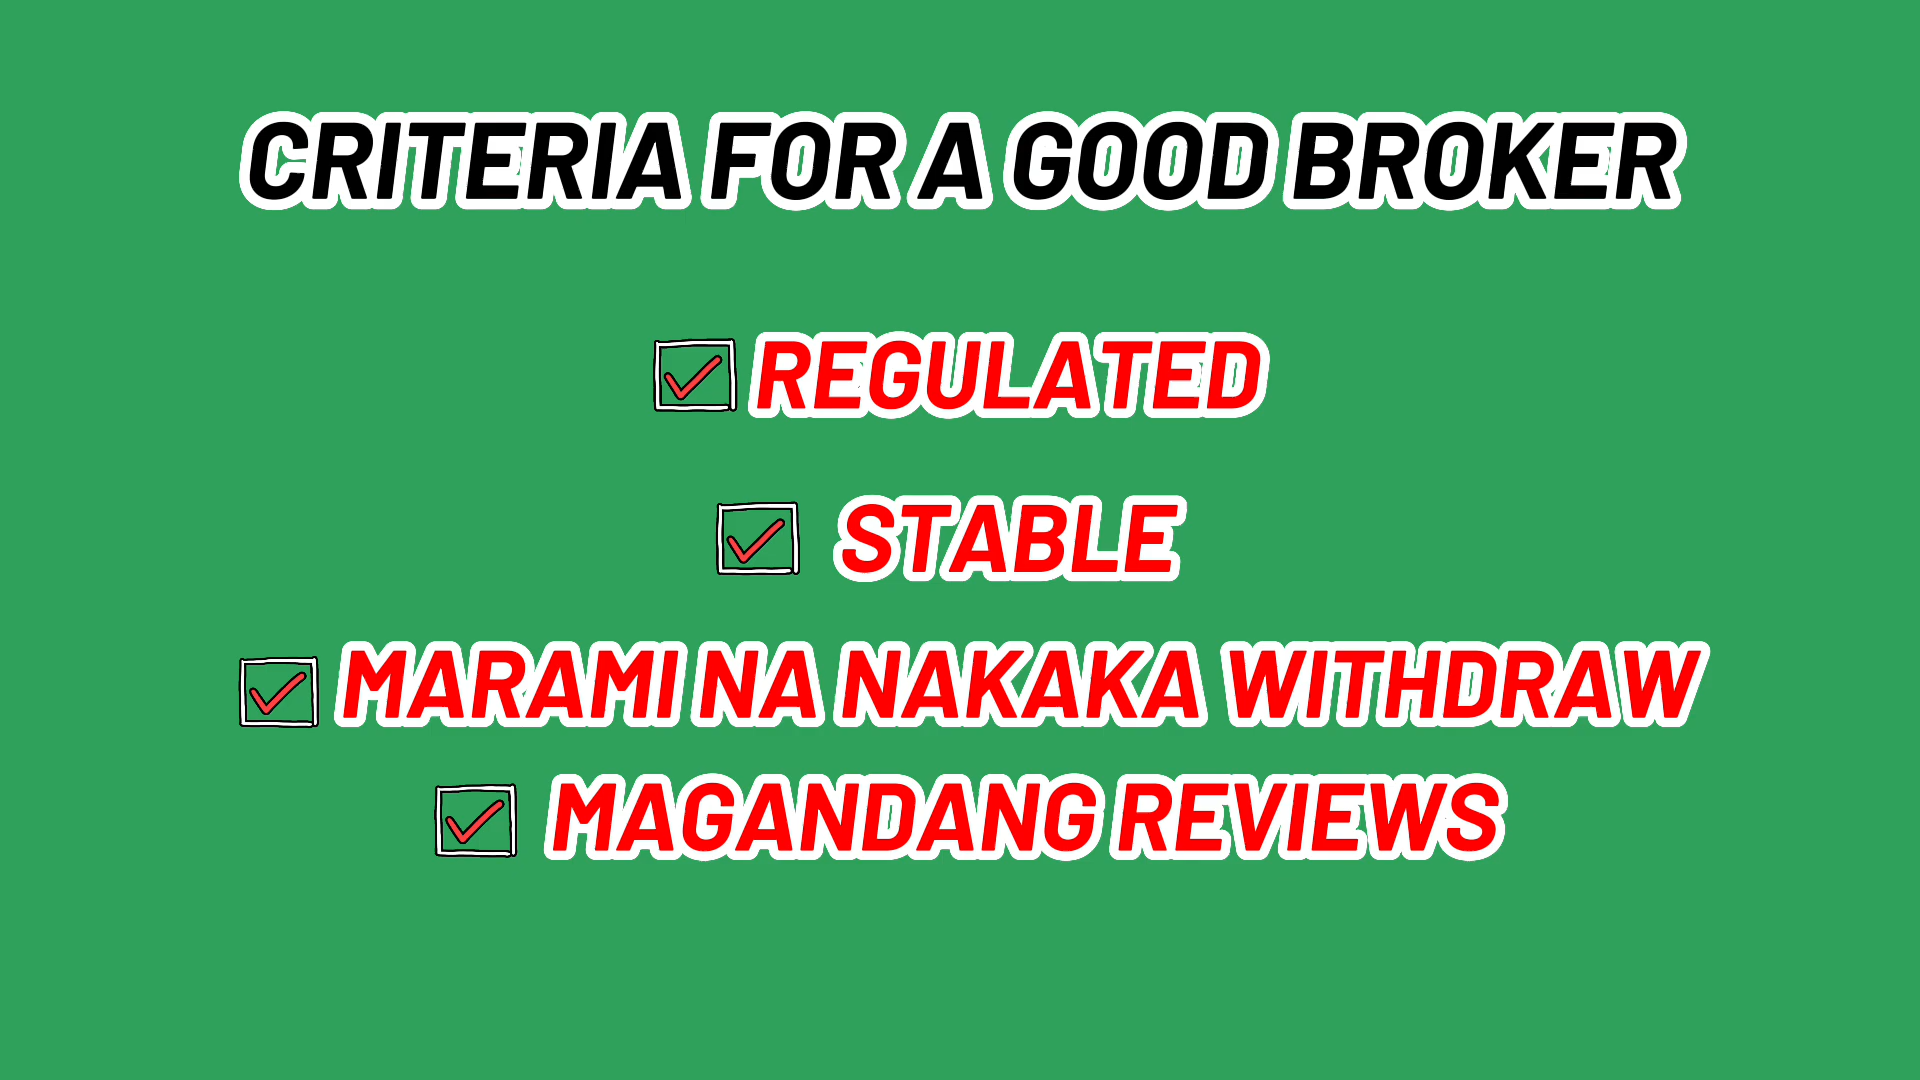 CRITERIA FOR A GOOD BROKER
REGULATED
STABLE
MARAMI NA NAKAKA WITHDRAW
MAGANDANG REVIEWS